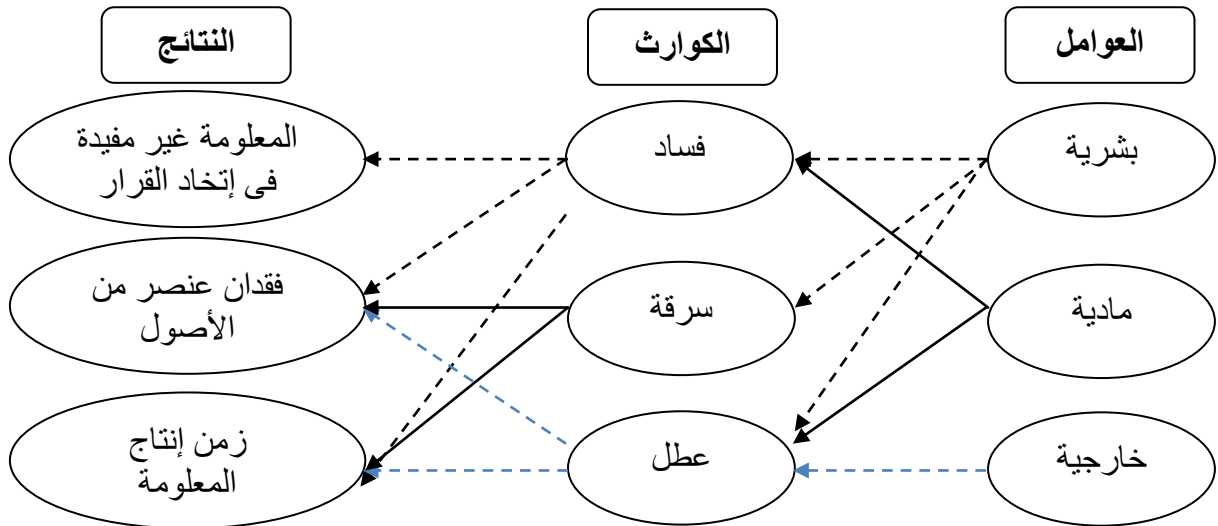 العوامل
الكوارث
النتائج
بشرية
فساد
المعلومة غير مفيدة
فى إتخاد القرار
مادية
سرقة
فقدان عنصر من
الأصول
خارجية
عطل
زمن إنتاج
المعلومة